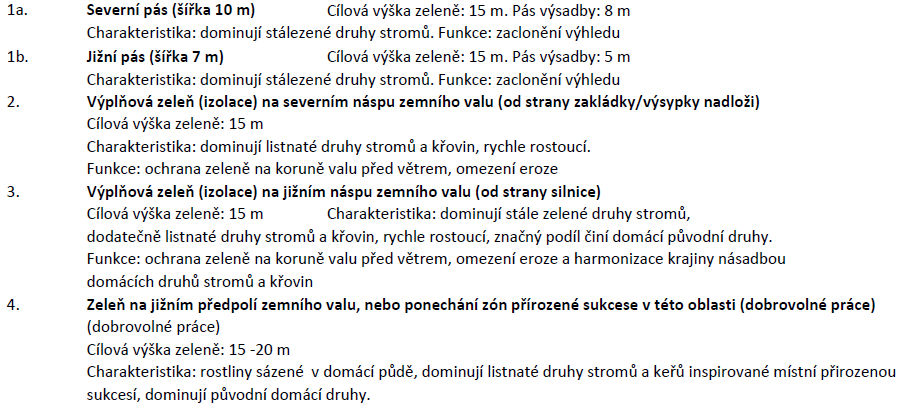 1a. Severní pás (šířka 10 m) Cílová výška zeleně: 15 m. Pás výsadby: 8 m
Charakteristika: dominují stálezené druhy stromů. Funkce: zaclonění výhledu
1b. Jižní pás (šířka 7 m) Cílová výška zeleně: 15 m. Pás výsadby: 5 m
Charakteristika: dominují stálezené druhy stromů. Funkce: zaclonění výhledu
2. Výplňová zeleň (izolace) na severním náspu zemního valu (od strany zakládky/výsypky nadloži)
Cílová výška zeleně: 15 m
Charakteristika: dominují listnaté druhy stromů a křovin, rychle rostoucí.
Funkce: ochrana zeleně na koruně valu před větrem, omezení eroze
3. Výplňová zeleň (izolace) na jižním náspu zemního valu (od strany silnice)
Cílová výška zeleně: 15 m Charakteristika: dominují stále zelené druhy stromů,
dodatečně listnaté druhy stromů a křovin, rychle rostoucí, značný podíl činí domácí původní druhy.
Funkce: ochrana zeleně na koruně valu před větrem, omezení eroze a harmonizace krajiny násadbou
domácích druhů stromů a křovin
4. Zeleň na jižním předpolí zemního valu, nebo ponechání zón přírozené sukcese v této oblasti (dobrovolné práce)
(dobrovolné práce)
Cílová výška zeleně: 15 -20 m
Charakteristika: rostliny sázené v domácí půdě, dominují listnaté druhy stromů a keřů inspirované místní přirozenou
sukcesí, dominují původní domácí druhy.